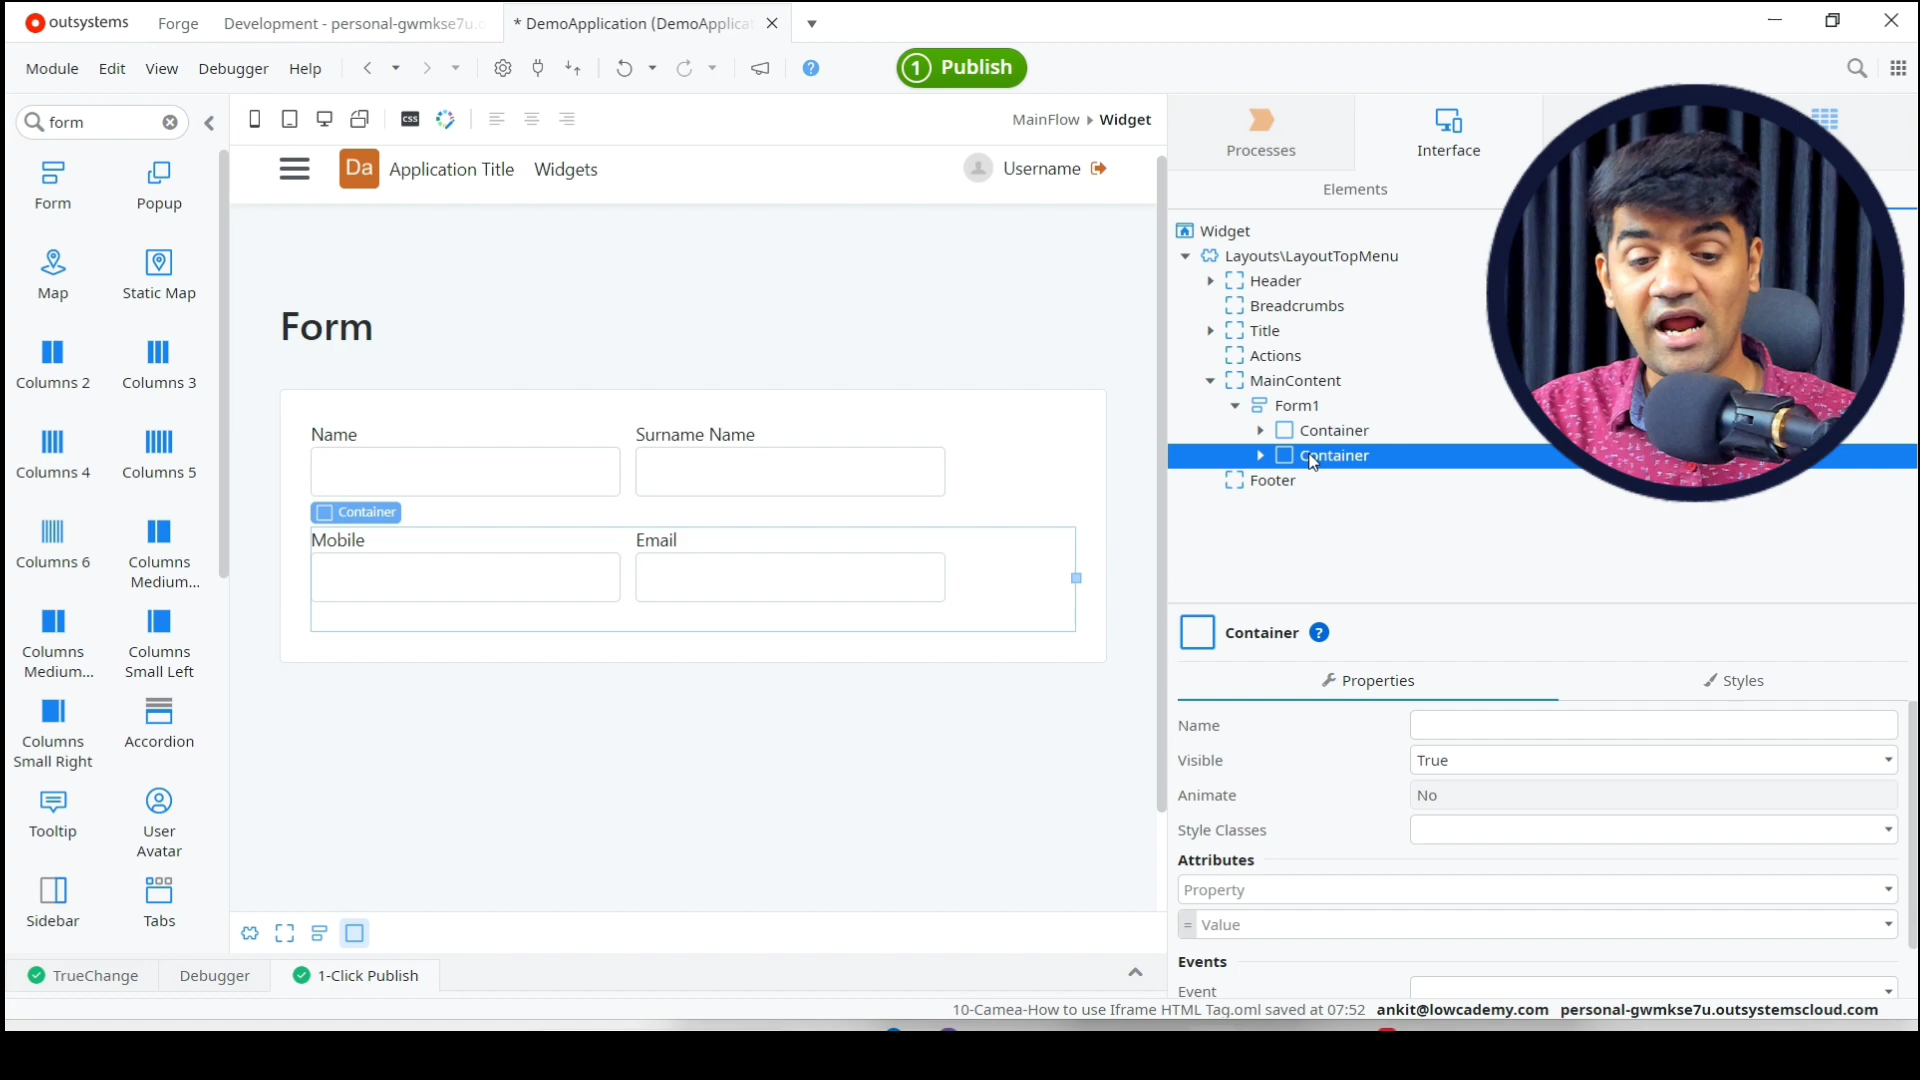 outsystems
Forge
Development - personal-gwmkse7u.o
* DemoApplication (DemoApplicat
Module
Edit
View
Debugger
Help
1
Publish
form
Form
Popup
Map
Static Map
Columns 2
Columns 3
Columns 4
Columns 5
Columns 6
Columns
Medium...
Columns
Medium...
Columns
Small Left
Columns
Small Right
Accordion
Tooltip
User
Avatar
Sidebar
Tabs
CSS
MainFlow
Widget
Da
Application Title
Widgets
Username
Form
Name
Surname Name
Container
Mobile
Email
Processes
Interface
Elements
Widget
Layouts\LayoutTopMenu
Header
Breadcrumbs
Title
Actions
MainContent
Form1
Container
Container
Footer
Container
?
Properties
Styles
Name
Visible
True
Animate
No
Style Classes
Attributes
Property
= Value
Events
Event
TrueChange
Debugger
1-Click Publish
10-Camea-How to use Iframe HTML Tag.oml saved at 07:52
ankit@lowcademy.com
personal-gwmkse7u.outsystemscloud.com